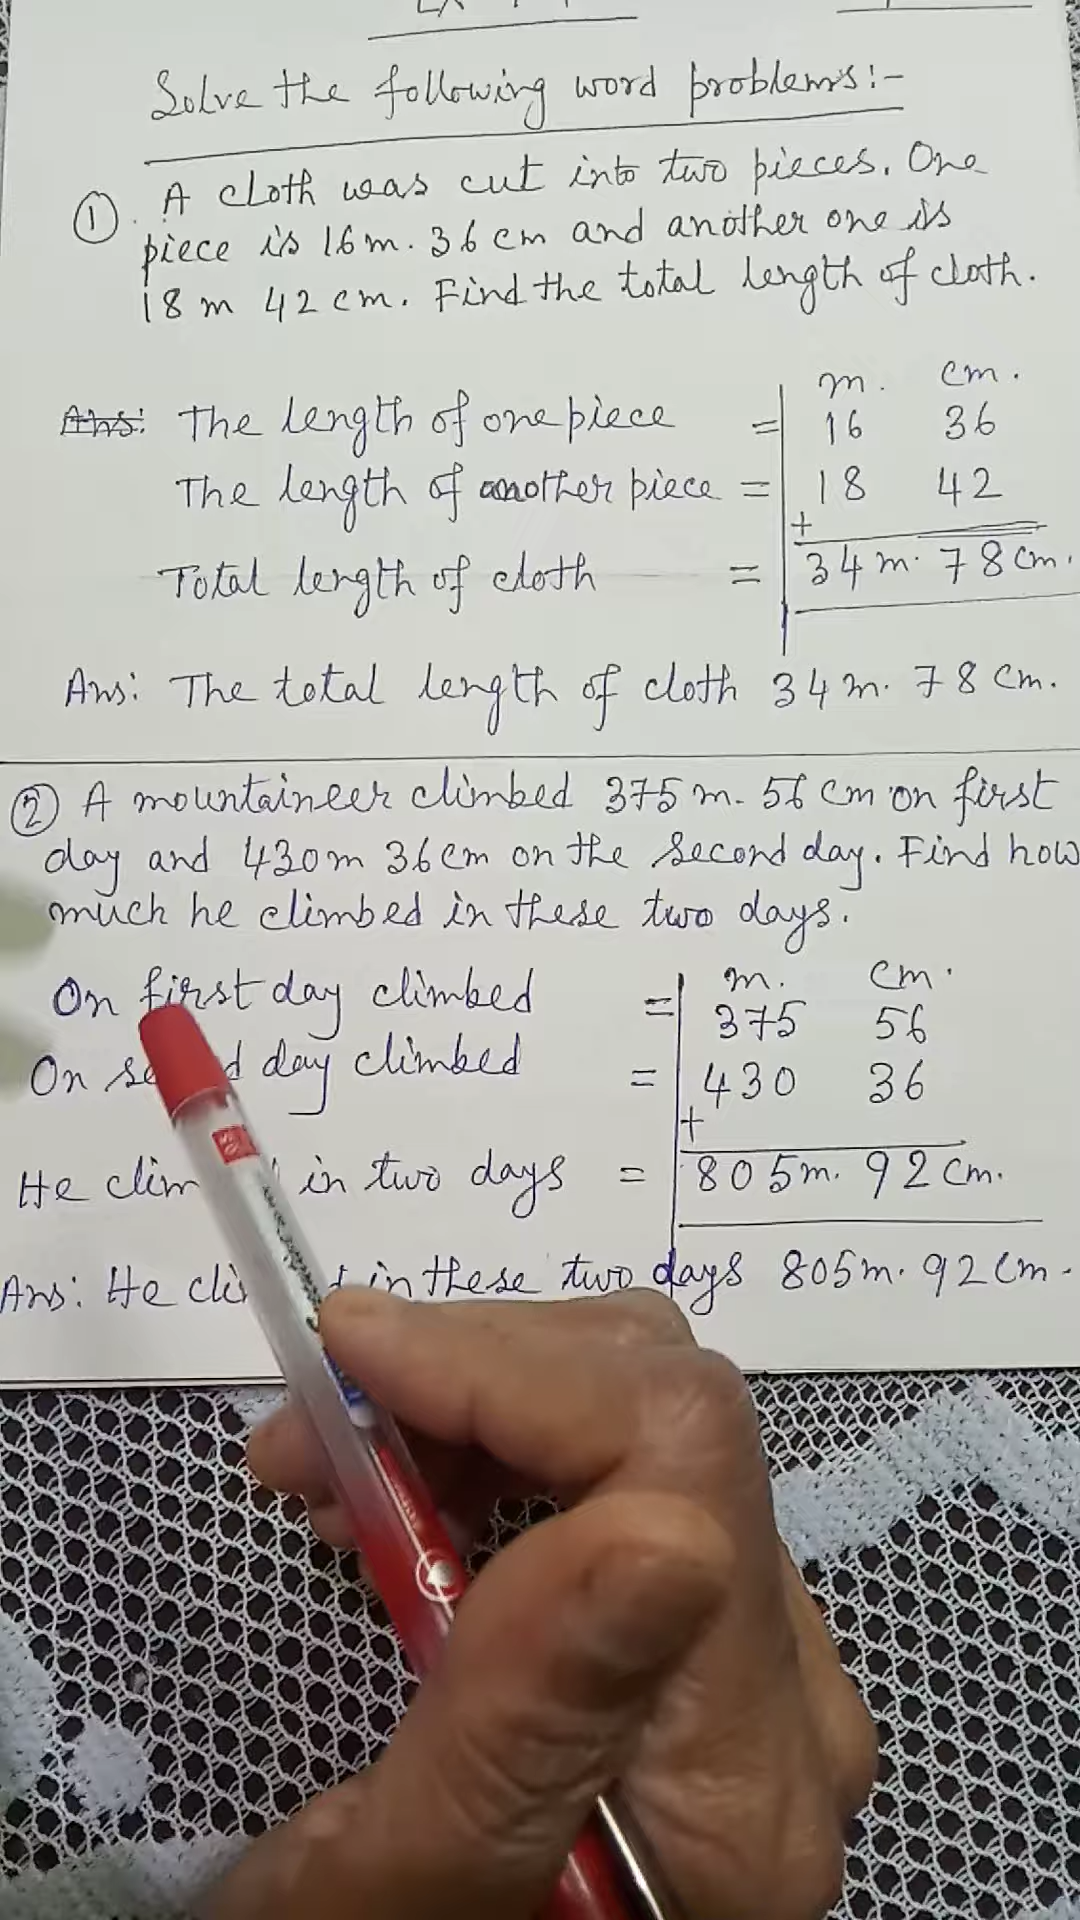 Solve the following word problems:-
① A cloth was cut into two pieces. One
piece is 16m. 36 cm and another one is
18 m 42 cm. Find the total length of cloth.
m. cm.
Ans: The length of one piece = 16 36
The length of another piece = 18 42
+
Total length of cloth = 34 m. 78 cm.
Ans: The total length of cloth 34 m. 78 cm.
② A mountaineer climbed 375 m. 56 cm on first
day and 430m 36cm on the second day. Find how
much he climbed in these two days.
m. cm.
On first day climbed = 375 56
On day climbed = 430 36
+
He in two days = 805m. 92 cm.
Ans: He in these two days 805m. 92 cm.